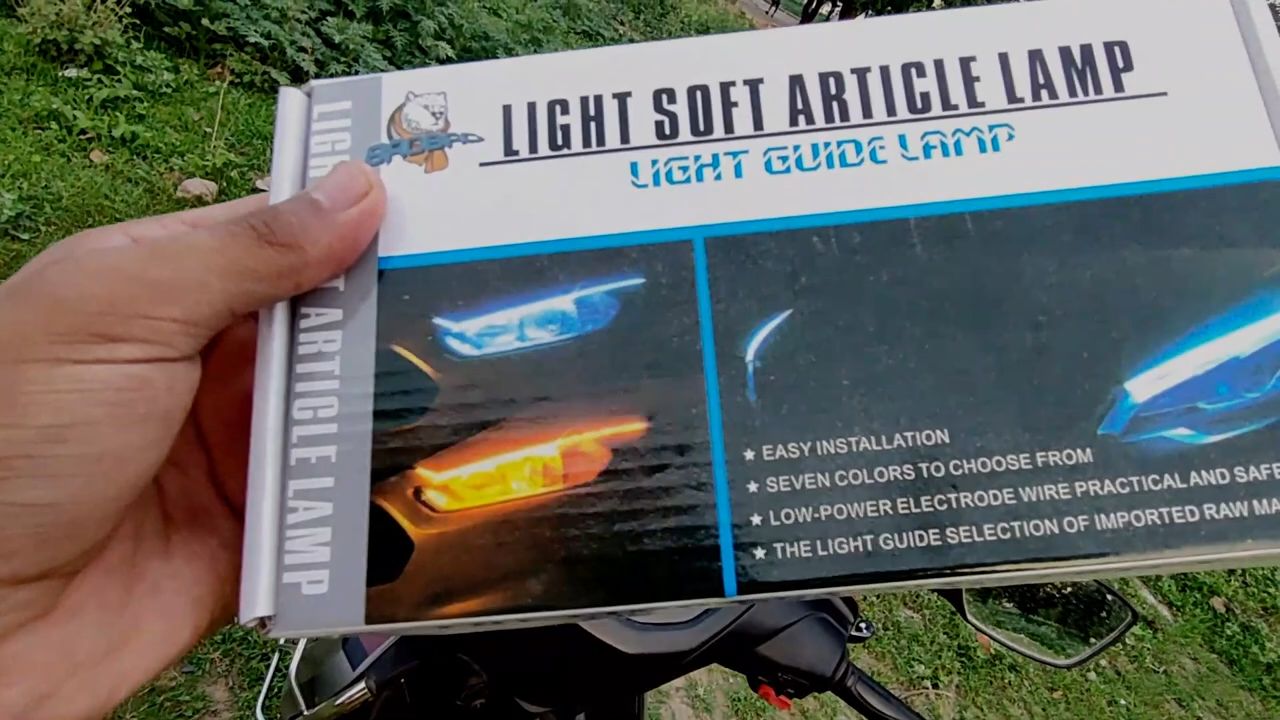 LIGHT SOFT ARTICLE LAMP
LIGHT GUIDE LAMP
ARTICLE LAMP
★ EASY INSTALLATION
★ SEVEN COLORS TO CHOOSE FROM
★ LOW-POWER ELECTRODE WIRE PRACTICAL AND SAFE
★ THE LIGHT GUIDE SELECTION OF IMPORTED RAW